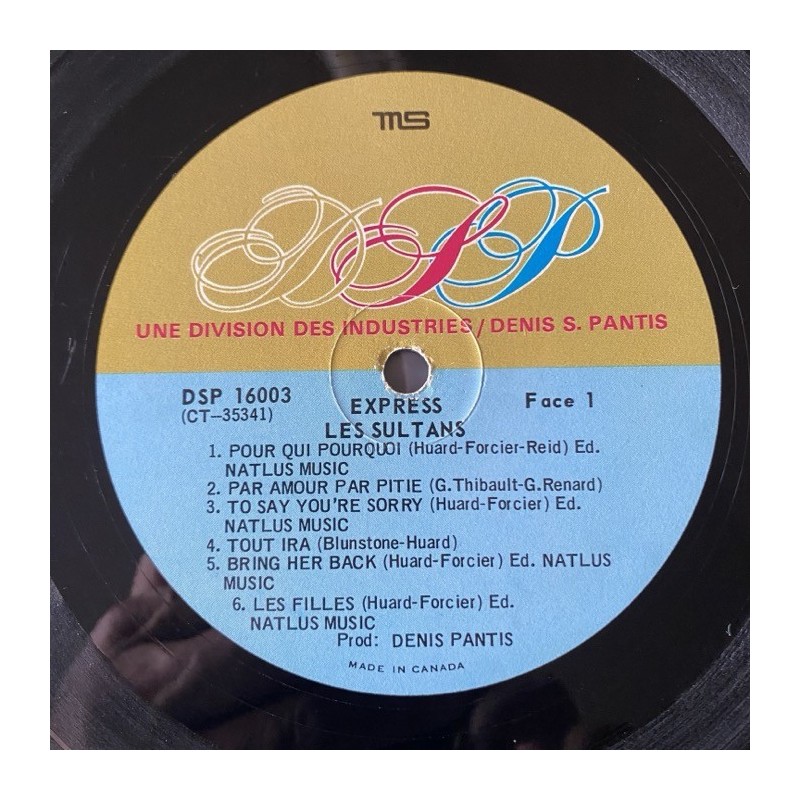 MS
DSP
UNE DIVISION DES INDUSTRIES/DENIS S. PANTIS
DSP 16003
(CT-35341)
EXPRESS
Face 1
LES SULTANS
1. POUR QUI POURQUOI (Huard-Forcier-Reid) Ed.
NATLUS MUSIC
2. PAR AMOUR PAR PITIE (G.Thibault-G.Renard)
3. TO SAY YOU'RE SORRY (Huard-Forcier) Ed.
NATLUS MUSIC
4. TOUT IRA (Blunstone-Huard)
5. BRING HER BACK (Huard-Forcier) Ed. NATLUS
MUSIC
6. LES FILLES (Huard-Forcier) Ed.
NATLUS MUSIC
Prod: DENIS PANTIS
MADE IN CANADA